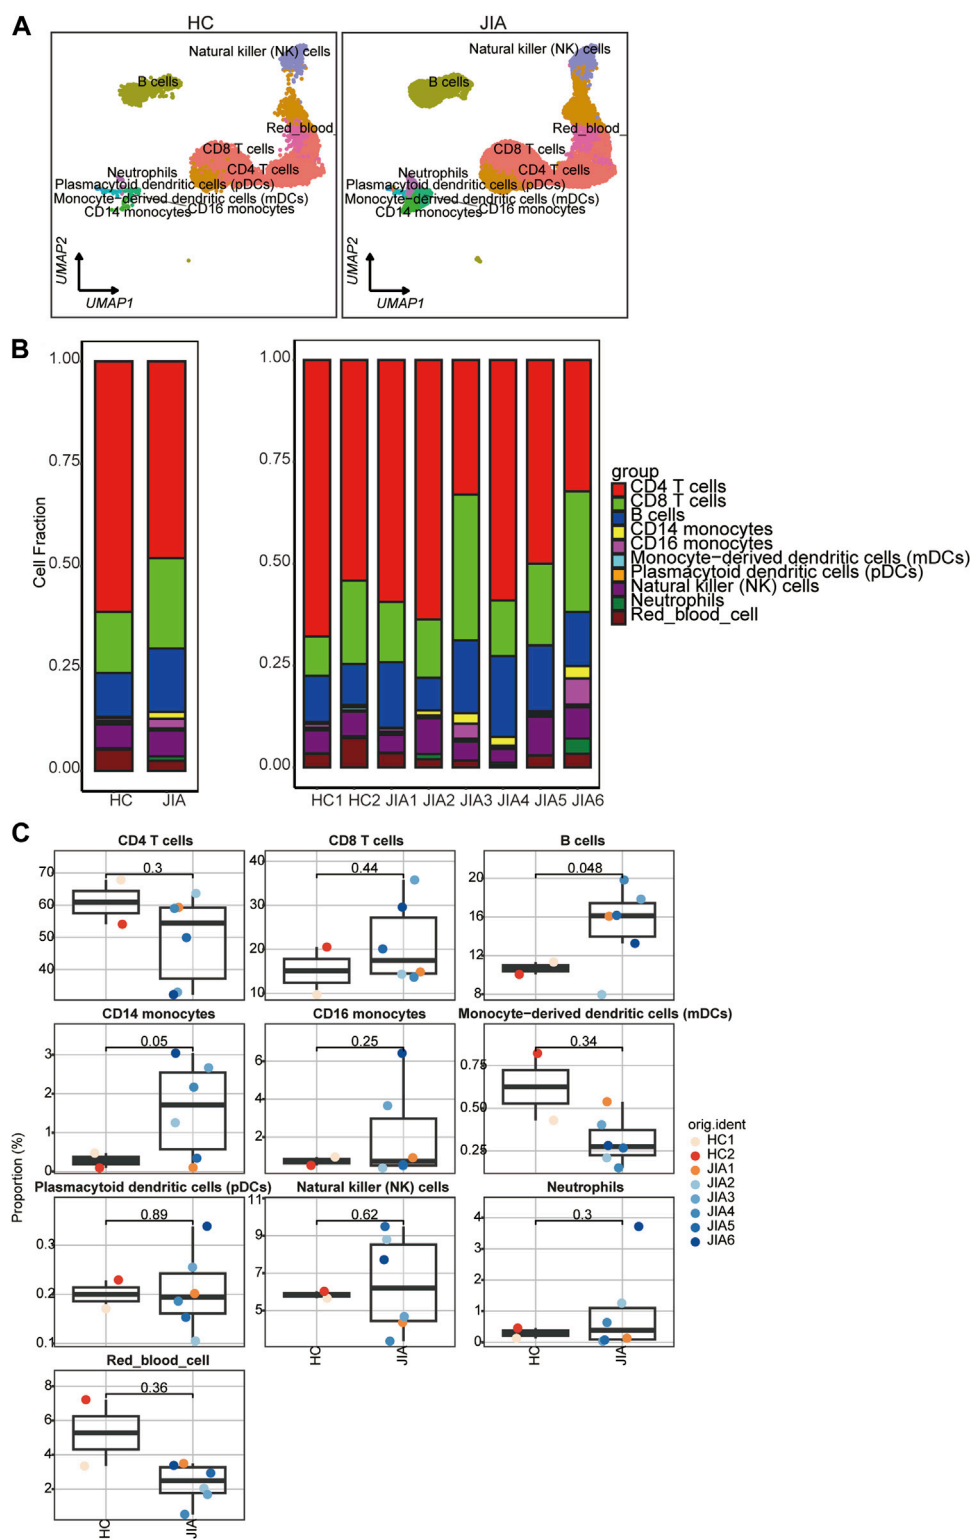 A
HC
JIA
Natural killer (NK) cells
B cells
Red_blood_
CD8 T cells
CD4 T cells
Neutrophils
Plasmacytoid dendritic cells (pDCs)
Monocyte-derived dendritic cells (mDCs)
CD14 monocytes
CD16 monocytes
UMAP2
UMAP1
Natural killer (NK) cells
B cells
Red_blood_
CD8 T cells
CD4 T cells
Neutrophils
Plasmacytoid dendritic cells (pDCs)
Monocyte-derived dendritic cells (mDCs)
CD14 monocytes
CD16 monocytes
UMAP2
UMAP1
B
Cell Fraction
1.00
0.75
0.50
0.25
0.00
HC JIA
1.00
0.75
0.50
0.25
0.00
HC1 HC2 JIA1 JIA2 JIA3 JIA4 JIA5 JIA6
group
CD4 T cells
CD8 T cells
B cells
CD14 monocytes
CD16 monocytes
Monocyte-derived dendritic cells (mDCs)
Plasmacytoid dendritic cells (pDCs)
Natural killer (NK) cells
Neutrophils
Red_blood_cell
C
Proportion (%)
CD4 T cells
0.3
70
60
50
40
CD8 T cells
0.44
40
30
20
10
B cells
0.048
20
16
12
8
CD14 monocytes
0.05
3
2
1
0
CD16 monocytes
0.25
6
4
2
Monocyte-derived dendritic cells (mDCs)
0.34
0.75
0.50
0.25
Plasmacytoid dendritic cells (pDCs)
0.89
0.3
0.2
0.1
Natural killer (NK) cells
0.62
11
9
7
5
HC
JIA
Neutrophils
0.3
4
3
2
1
0
HC
JIA
Red_blood_cell
0.36
8
6
4
2
HC
JIA
orig.ident
HC1
HC2
JIA1
JIA2
JIA3
JIA4
JIA5
JIA6